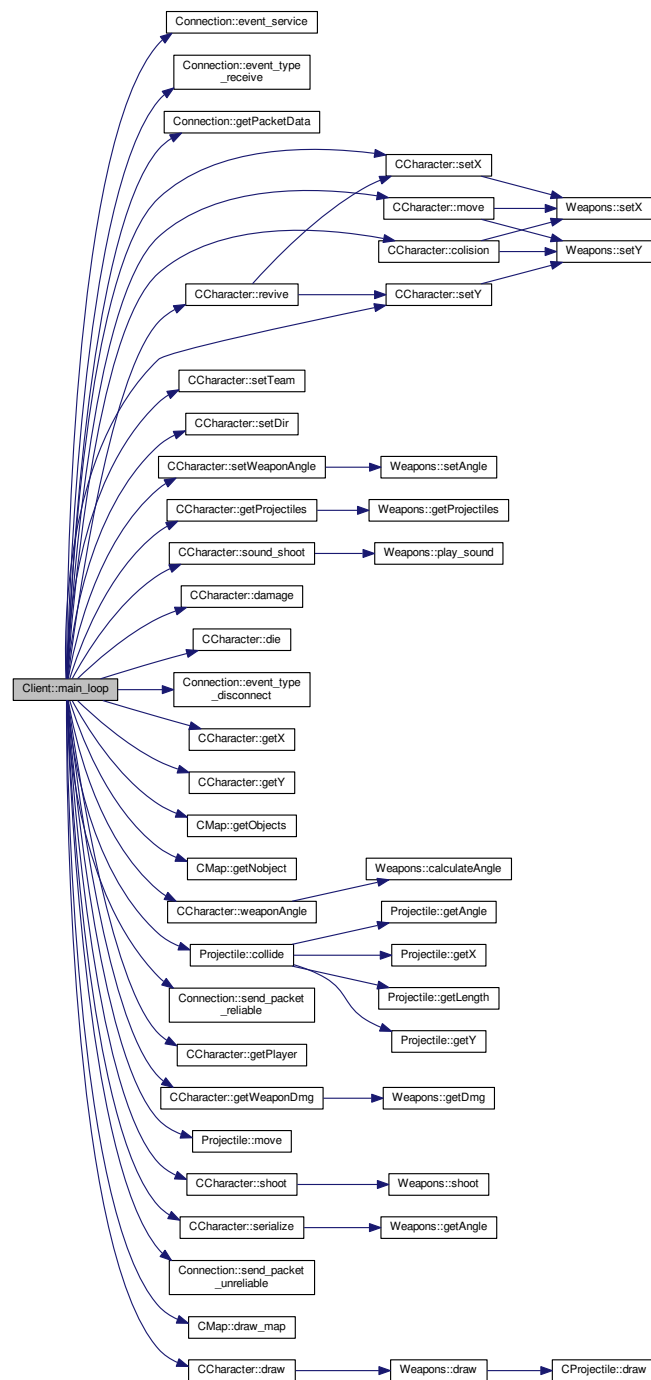 Connection::event_service
Connection::event_type
_receive
Connection::getPacketData
CCharacter::setX
CCharacter::move
Weapons::setX
CCharacter::colision
Weapons::setY
CCharacter::revive
CCharacter::setY
CCharacter::setTeam
CCharacter::setDir
CCharacter::setWeaponAngle
Weapons::setAngle
CCharacter::getProjectiles
Weapons::getProjectiles
CCharacter::sound_shoot
Weapons::play_sound
CCharacter::damage
CCharacter::die
Client::main_loop
Connection::event_type
_disconnect
CCharacter::getX
CCharacter::getY
CMap::getObjects
CMap::getNobject
Weapons::calculateAngle
CCharacter::weaponAngle
Projectile::getAngle
Projectile::collide
Projectile::getX
Projectile::getLength
Connection::send_packet
_reliable
Projectile::getY
CCharacter::getPlayer
CCharacter::getWeaponDmg
Weapons::getDmg
Projectile::move
CCharacter::shoot
Weapons::shoot
CCharacter::serialize
Weapons::getAngle
Connection::send_packet
_unreliable
CMap::draw_map
CCharacter::draw
Weapons::draw
CProjectile::draw